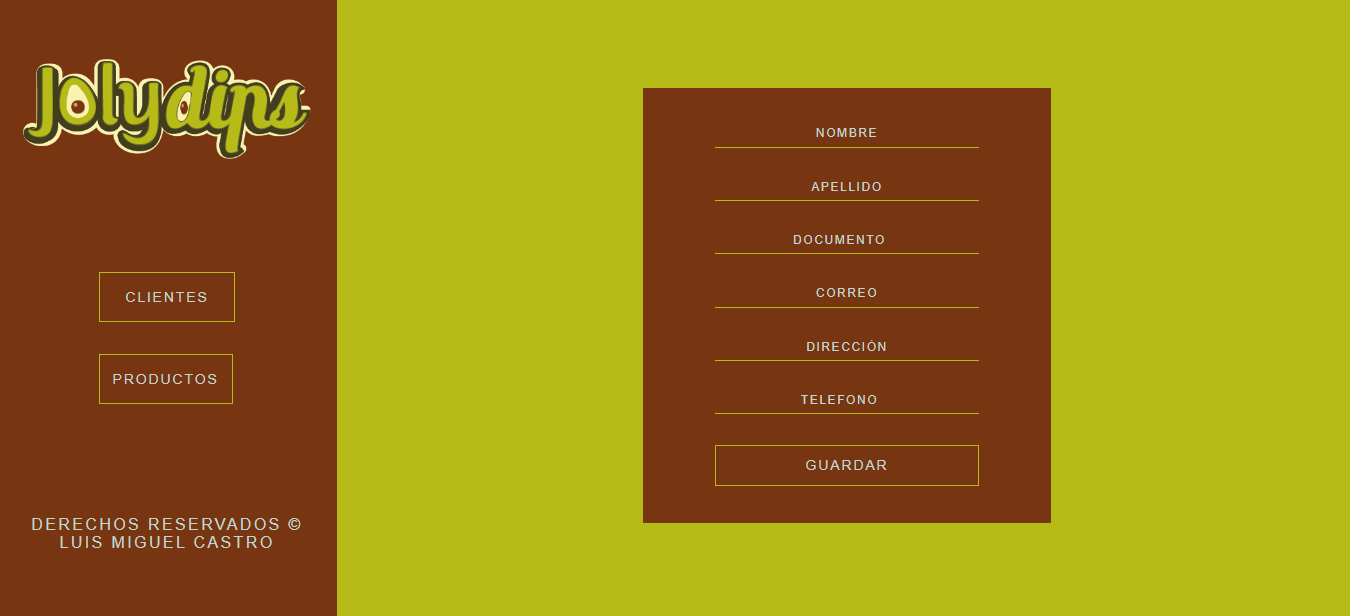 Jolydips
CLIENTES
PRODUCTOS
DERECHOS RESERVADOS ©
LUIS MIGUEL CASTRO
NOMBRE
APELLIDO
DOCUMENTO
CORREO
DIRECCIÓN
TELEFONO
GUARDAR